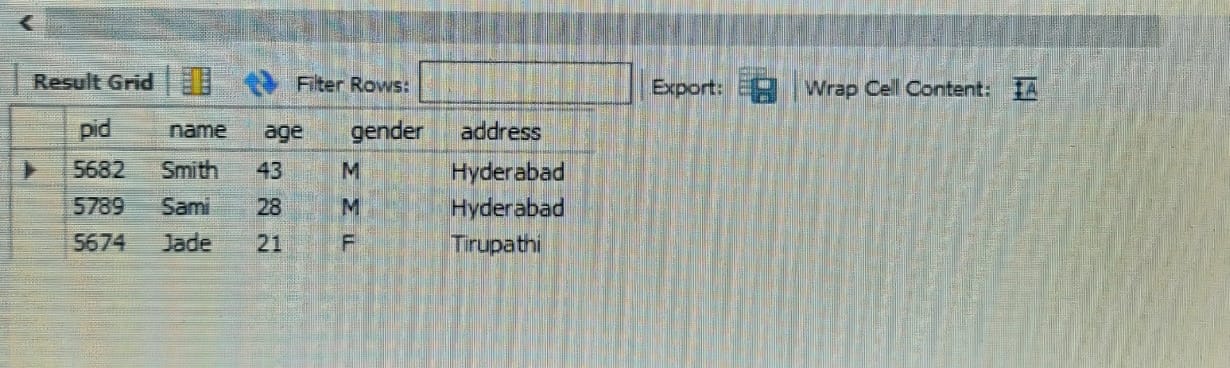 Result Grid Filter Rows: Export: Wrap Cell Content: IA
pid name age gender address
5682 Smith 43 M Hyderabad
5789 Sami 28 M Hyderabad
5674 Jade 21 F Tirupathi